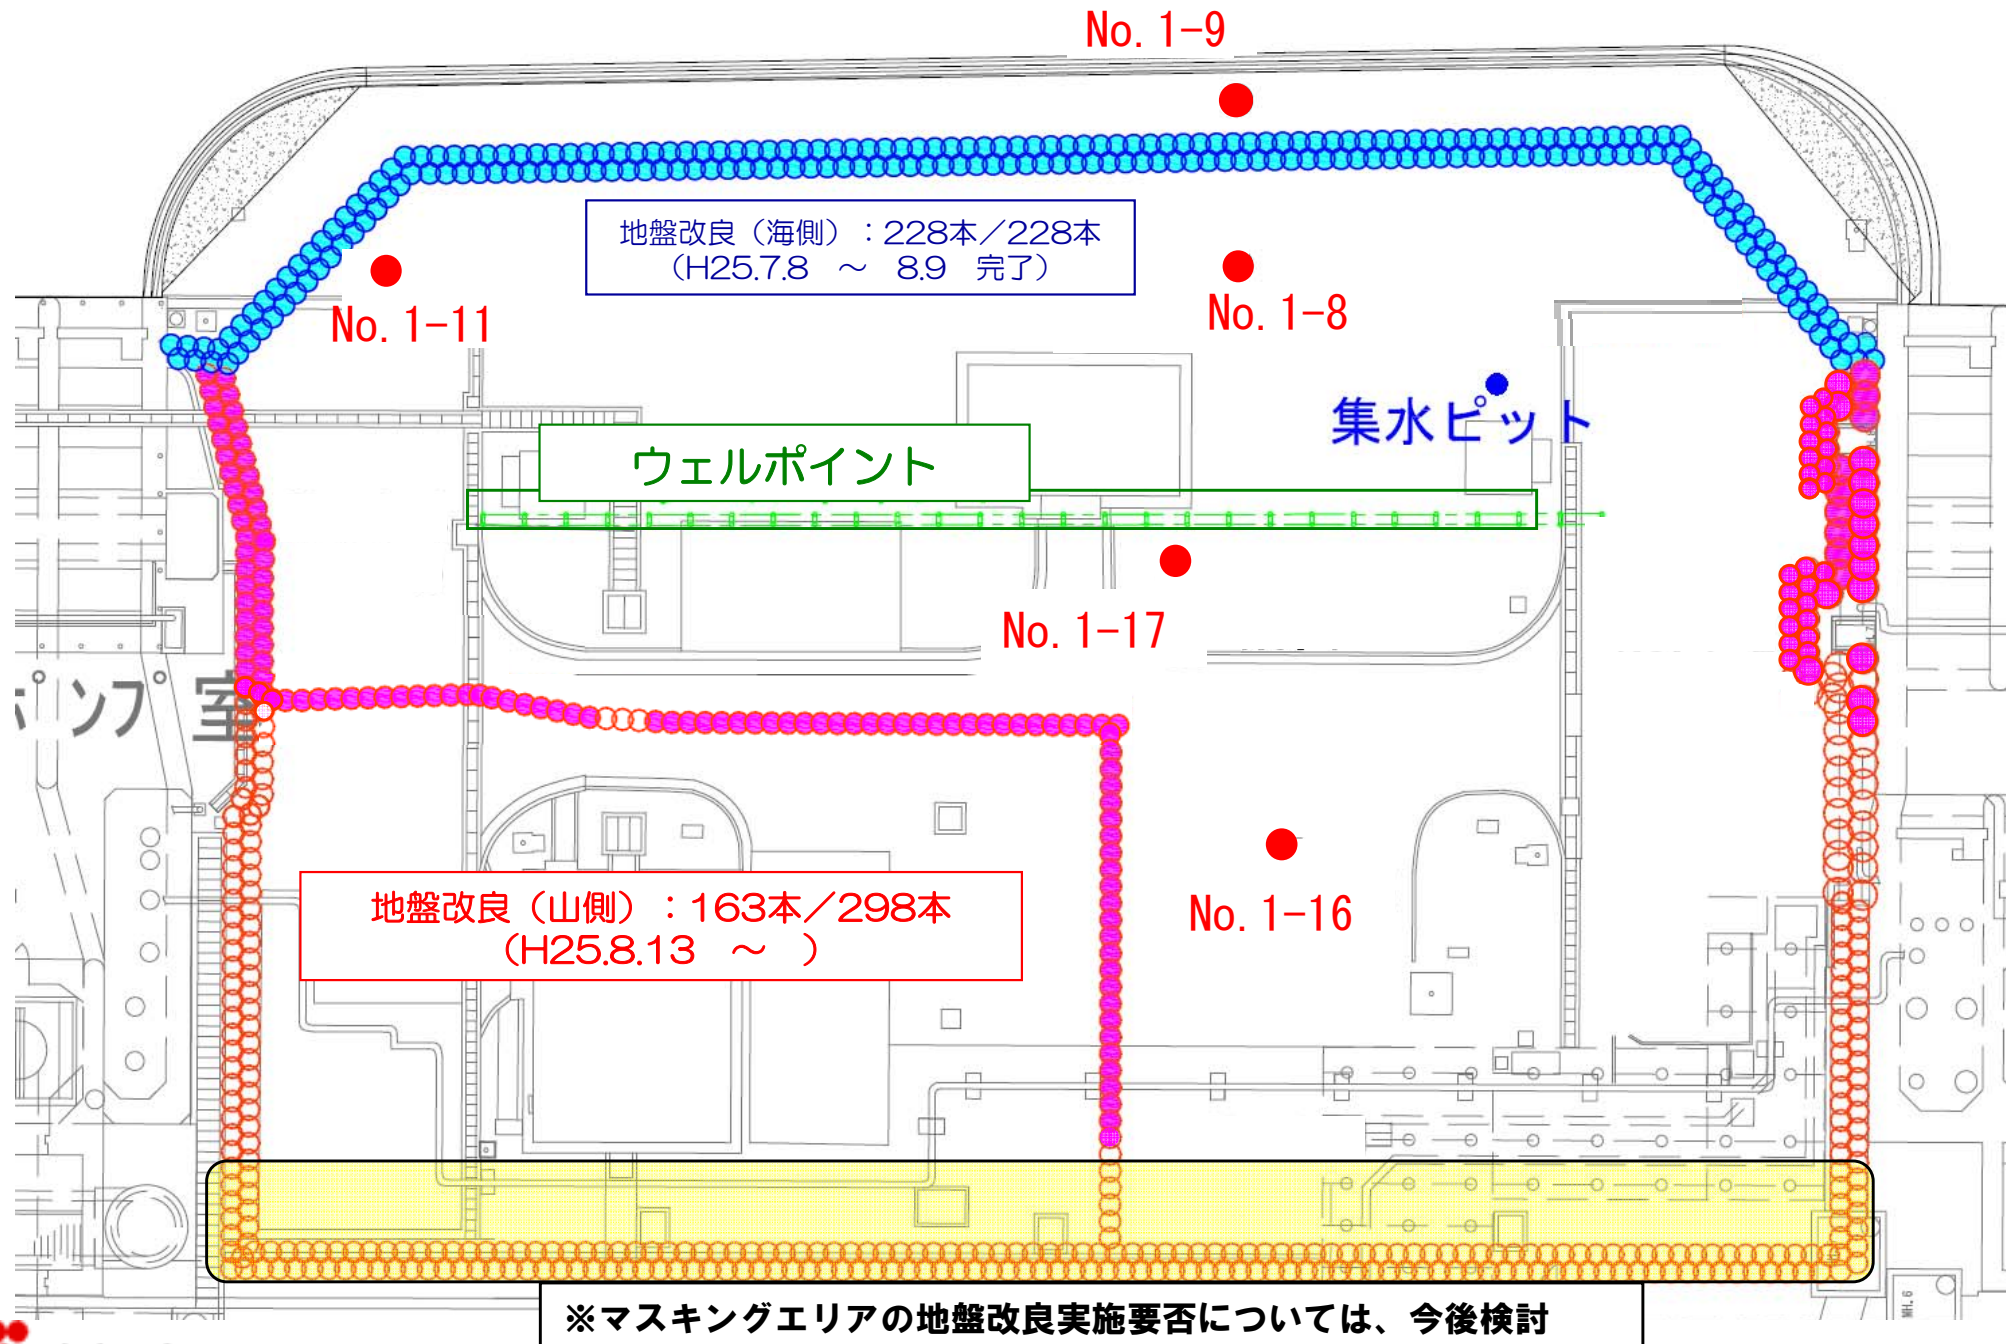 No. 1-9
地盤改良（海側）：228本／228本
（H25.7.8　～　8.9　完了）
No. 1-11
No. 1-8
集水ピット
ウェルポイント
No. 1-17
ポンプ室
No. 1-16
地盤改良（山側）：163本／298本
（H25.8.13　～　）
MH.6
※マスキングエリアの地盤改良実施要否については、今後検討